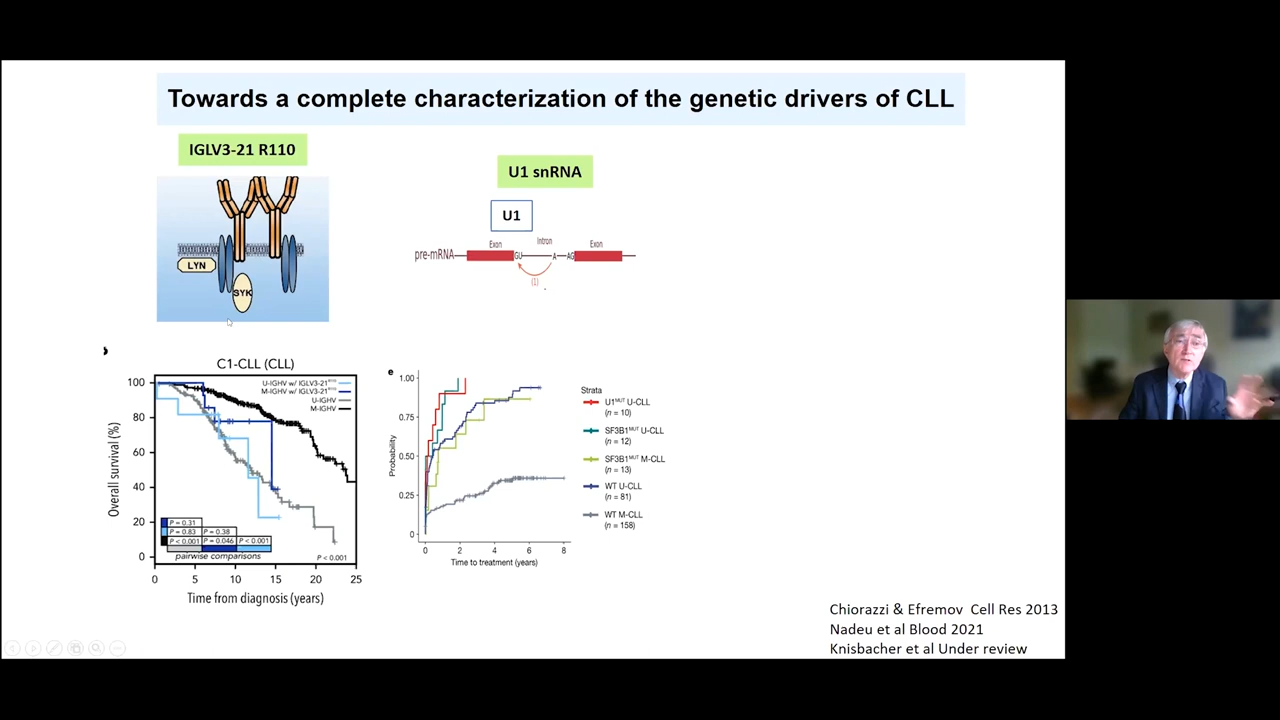 Towards a complete characterization of the genetic drivers of CLL
IGLV3-21 R110
U1 snRNA
U1
LYN
SYK
pre-mRNA
Exon
GU
Intron
A
AG
Exon
(1)
C1-CLL (CLL)
U-IGHV w/ IGLV3-21
M-IGHV w/ IGLV3-21
U-IGHV
M-IGHV
100
80
60
40
20
0
Overall survival (%)
P = 0.31
P = 0.83
P = 0.38
P < 0.001
P = 0.046
P < 0.001
pairwise comparisons
P < 0.001
0
5
10
15
20
25
Time from diagnosis (years)
e
1.00
0.75
0.50
0.25
0
Probability
0
2
4
6
8
Time to treatment (years)
Strata
U1MUT U-CLL
(n = 10)
SF3B1MUT U-CLL
(n = 12)
SF3B1MUT M-CLL
(n = 13)
WT U-CLL
(n = 81)
WT M-CLL
(n = 158)
Chiorazzi & Efremov Cell Res 2013
Nadeu et al Blood 2021
Knisbacher et al Under review